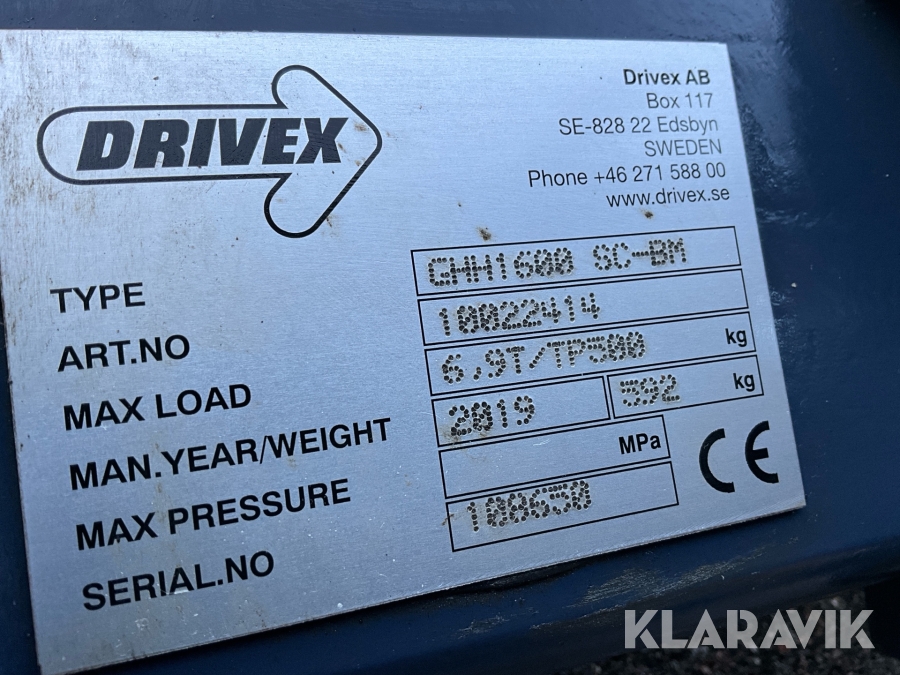 DRIVEX
Drivex AB
Box 117
SE-828 22 Edsbyn
SWEDEN
Phone +46 271 588 00
www.drivex.se
TYPE GHH1600 SC-BM
ART.NO 10022414
MAX LOAD 6,9T/TP500 kg
MAN.YEAR/WEIGHT 2019 392 kg
MAX PRESSURE MPa
SERIAL.NO 100650
CE
KLARAVIK